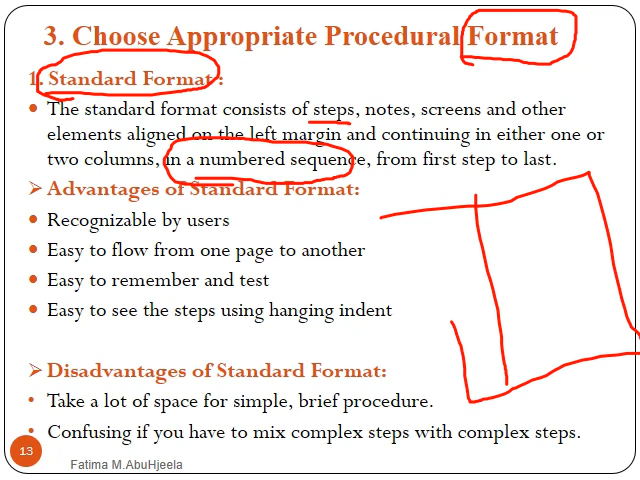 3. Choose Appropriate Procedural Format
1. Standard Format :
• The standard format consists of steps, notes, screens and other
elements aligned on the left margin and continuing in either one or
two columns, in a numbered sequence, from first step to last.
➢ Advantages of Standard Format:
• Recognizable by users
• Easy to flow from one page to another
• Easy to remember and test
• Easy to see the steps using hanging indent
➢ Disadvantages of Standard Format:
• Take a lot of space for simple, brief procedure.
• Confusing if you have to mix complex steps with complex steps.
13
Fatima M.AbuHjeela